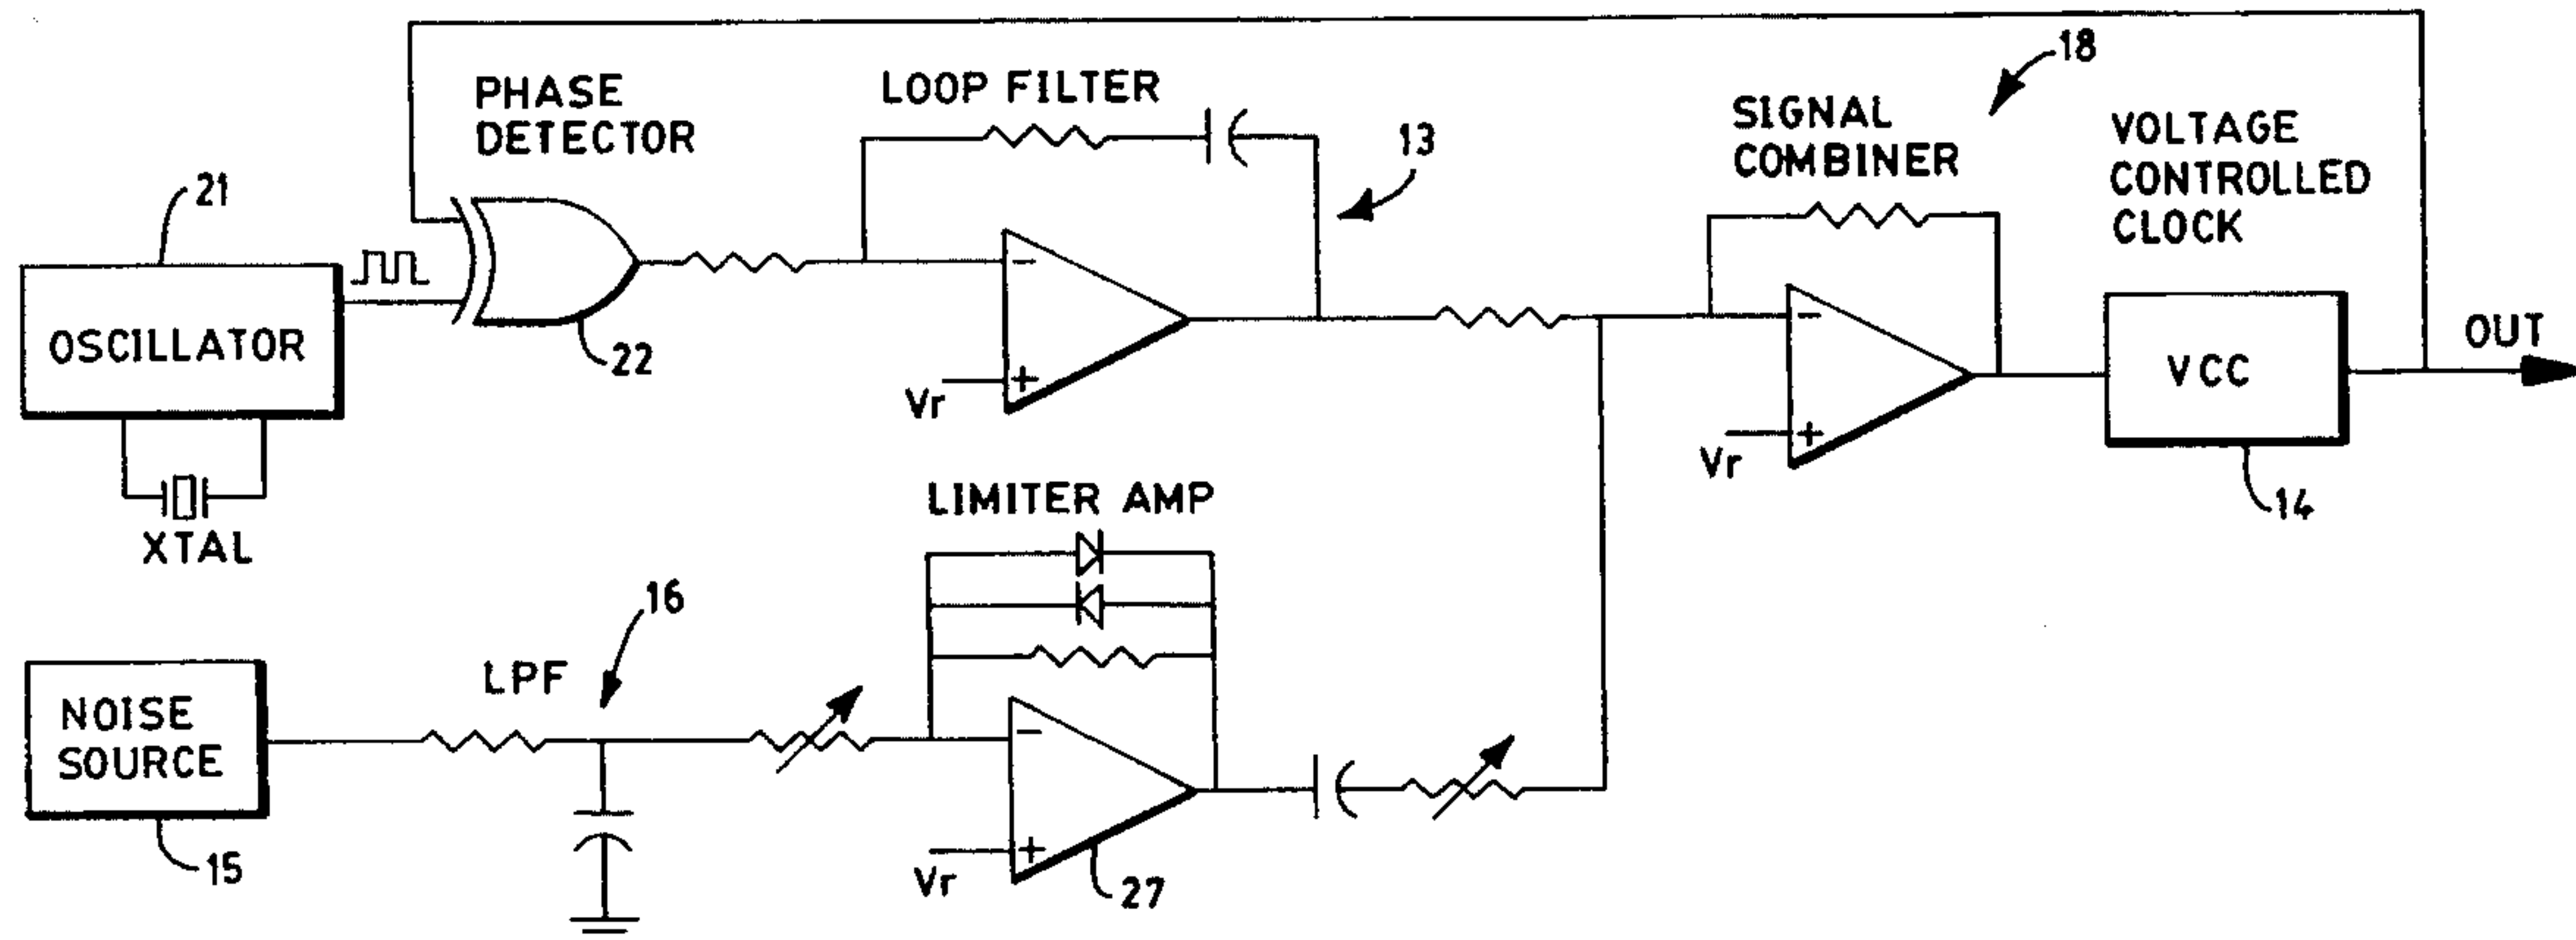 PHASE
DETECTOR
LOOP FILTER
13
SIGNAL
COMBINER
18
VOLTAGE
CONTROLLED
CLOCK
21
OSCILLATOR
XTAL
22
−
+
Vr
−
+
Vr
VCC
14
OUT
LIMITER AMP
NOISE
SOURCE
15
LPF
16
−
+
Vr
27